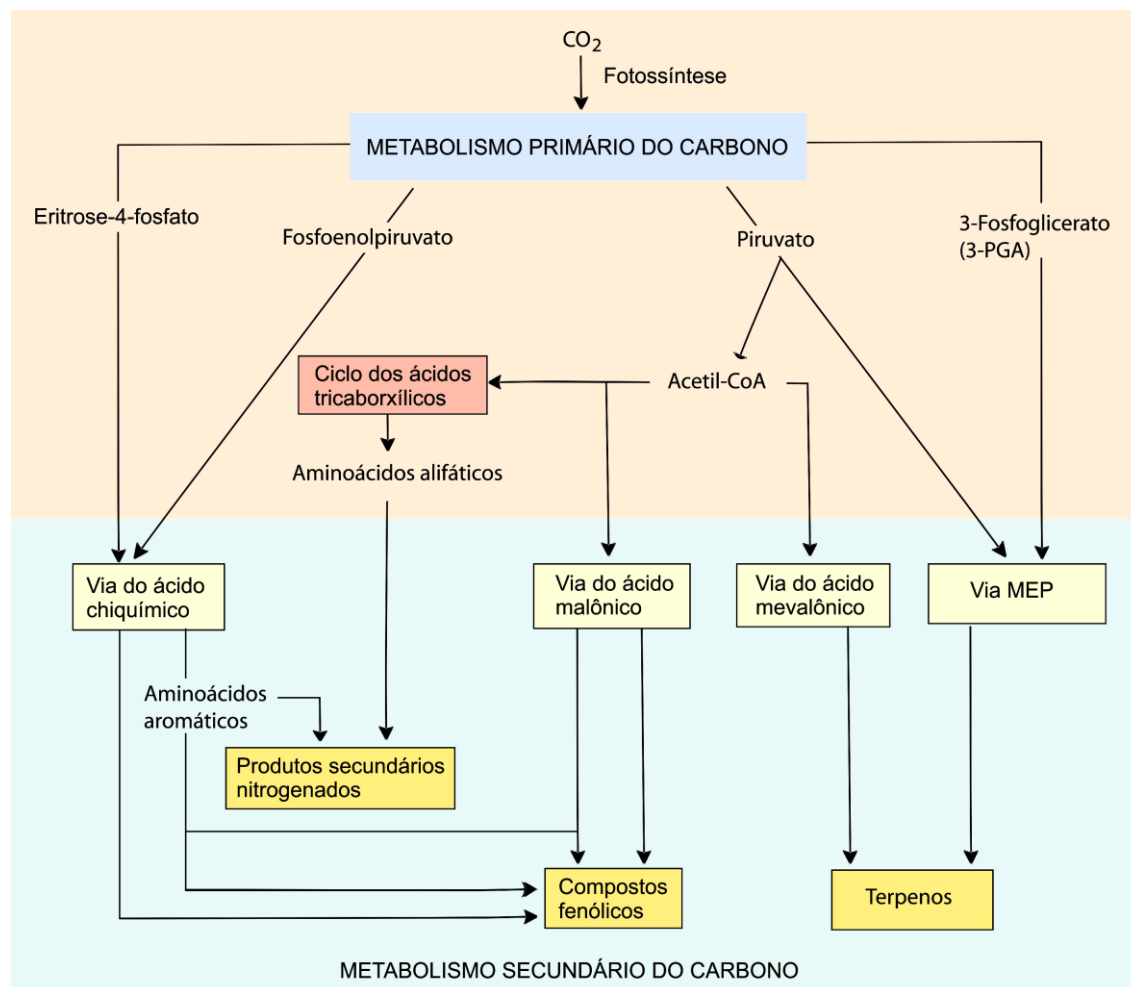 CO2
Fotossíntese
METABOLISMO PRIMÁRIO DO CARBONO
Eritrose-4-fosfato
Fosfoenolpiruvato
Piruvato
3-Fosfoglicerato
(3-PGA)
Ciclo dos ácidos
tricaborxílicos
Acetil-CoA
Aminoácidos alifáticos
Via do ácido
chiquímico
Via do ácido
malônico
Via do ácido
mevalônico
Via MEP
Aminoácidos
aromáticos
Produtos secundários
nitrogenados
Compostos
fenólicos
Terpenos
METABOLISMO SECUNDÁRIO DO CARBONO